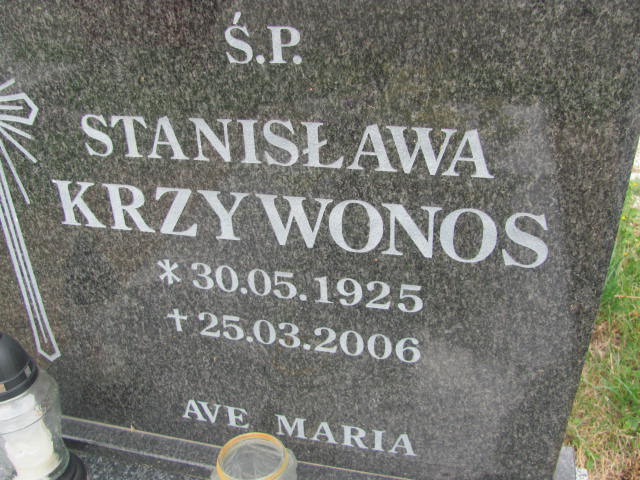 Ś.P.
STANISŁAWA
KRZYWONOS
* 30.05.1925
† 25.03.2006
AVE MARIA